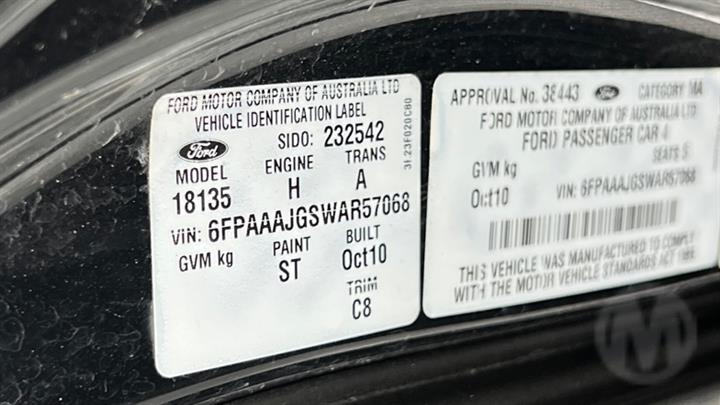 FORD MOTOR COMPANY OF AUSTRALIA LTD
VEHICLE IDENTIFICATION LABEL
Ford
SIDO: 232542
MODEL ENGINE TRANS
18135 H A
VIN: 6FPAAAJGSWAR57068
GVM kg PAINT BUILT
ST Oct10
TRIM
C8
APPROVAL No. 38443 Ford CATEGORY MA
FORD MOTOR COMPANY OF AUSTRALIA LTD
FORD PASSENGER CAR 4
GVM kg SEATS 5
Oct10 VIN: 6FPAAAJGSWAR57068
THIS VEHICLE WAS MANUFACTURED TO COMPLY
WITH THE MOTOR VEHICLE STANDARDS ACT 1989.
M